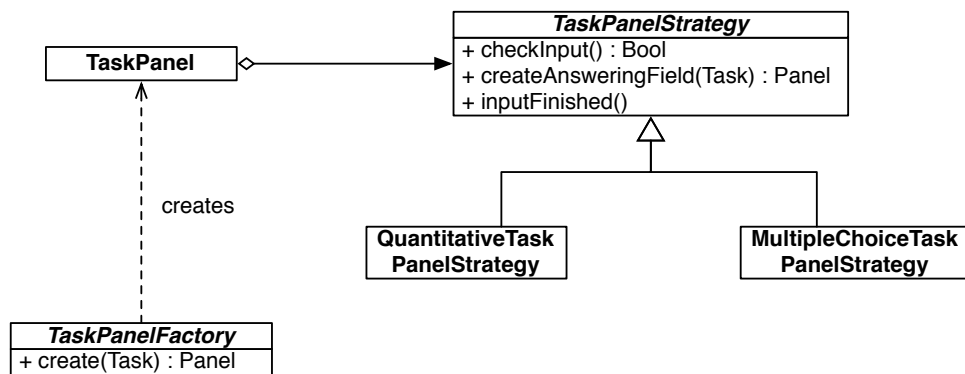 TaskPanelStrategy
+ checkInput() : Bool
+ createAnsweringField(Task) : Panel
+ inputFinished()
TaskPanel
creates
QuantitativeTask
PanelStrategy
MultipleChoiceTask
PanelStrategy
TaskPanelFactory
+ create(Task) : Panel